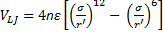 V_{LJ} = 4nε[(σ/r′)^{12} − (σ/r′)^{6}]